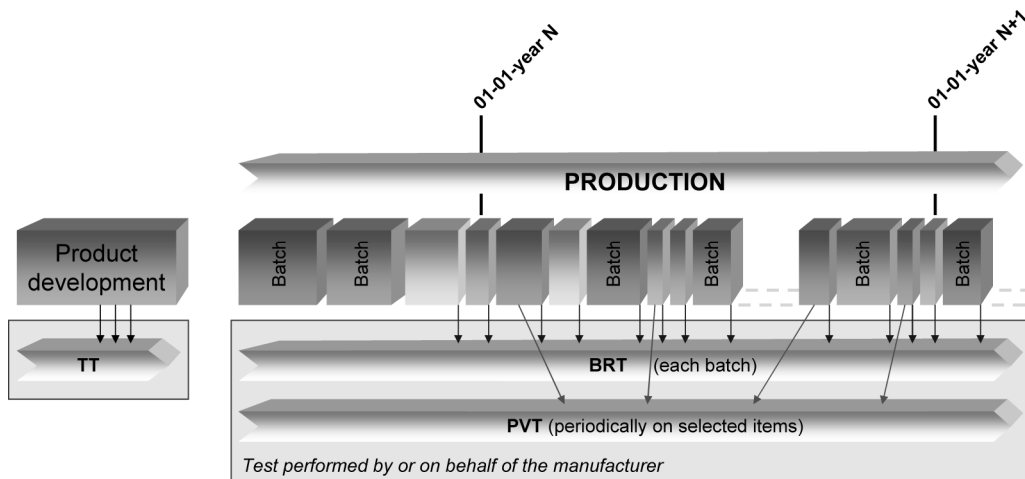 01-01-year N
01-01-year N+1
PRODUCTION
Product
development
Batch
Batch
Batch
Batch
Batch
Batch
TT
BRT (each batch)
PVT (periodically on selected items)
Test performed by or on behalf of the manufacturer